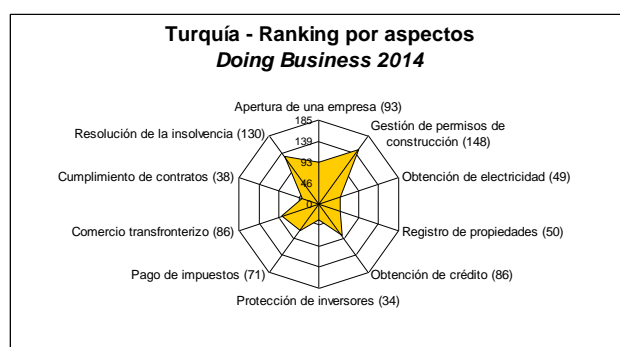 Turquía - Ranking por aspectos
Doing Business 2014
Apertura de una empresa (93)
185
Gestión de permisos de
construcción (148)
139
Resolución de la insolvencia (130)
93
Cumplimiento de contratos (38)
46
Obtención de electricidad (49)
0
Comercio transfronterizo (86)
Registro de propiedades (50)
Pago de impuestos (71)
Obtención de crédito (86)
Protección de inversores (34)